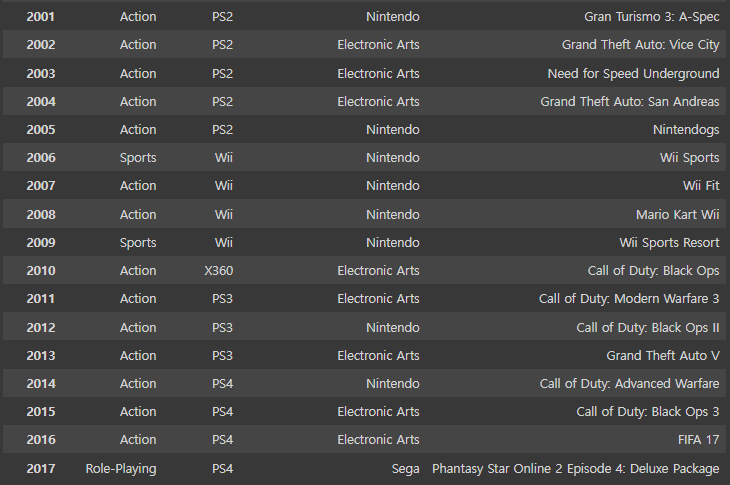 2001 Action PS2 Nintendo Gran Turismo 3: A-Spec
2002 Action PS2 Electronic Arts Grand Theft Auto: Vice City
2003 Action PS2 Electronic Arts Need for Speed Underground
2004 Action PS2 Electronic Arts Grand Theft Auto: San Andreas
2005 Action PS2 Nintendo Nintendogs
2006 Sports Wii Nintendo Wii Sports
2007 Action Wii Nintendo Wii Fit
2008 Action Wii Nintendo Mario Kart Wii
2009 Sports Wii Nintendo Wii Sports Resort
2010 Action X360 Electronic Arts Call of Duty: Black Ops
2011 Action PS3 Electronic Arts Call of Duty: Modern Warfare 3
2012 Action PS3 Nintendo Call of Duty: Black Ops II
2013 Action PS3 Electronic Arts Grand Theft Auto V
2014 Action PS4 Nintendo Call of Duty: Advanced Warfare
2015 Action PS4 Electronic Arts Call of Duty: Black Ops 3
2016 Action PS4 Electronic Arts FIFA 17
2017 Role-Playing PS4 Sega Phantasy Star Online 2 Episode 4: Deluxe Package